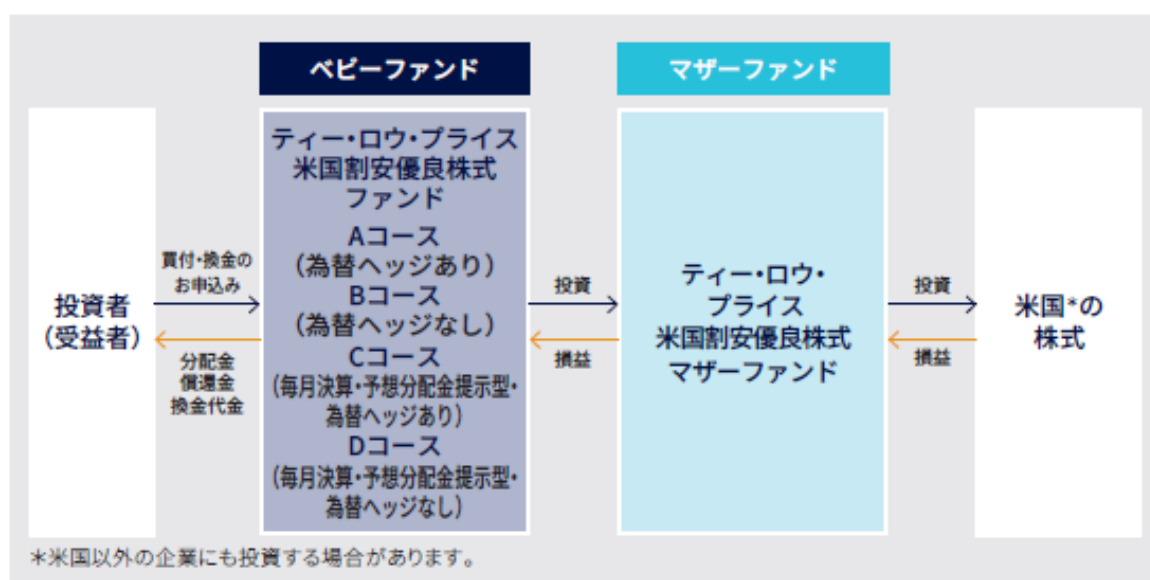 ベビーファンド
マザーファンド
投資者
（受益者）
買付・換金の
お申込み
分配金
償還金
換金代金
ティー・ロウ・プライス
米国割安優良株式
ファンド
Aコース
（為替ヘッジあり）
Bコース
（為替ヘッジなし）
Cコース
（毎月決算・予想分配金提示型・
為替ヘッジあり）
Dコース
（毎月決算・予想分配金提示型・
為替ヘッジなし）
投資
損益
ティー・ロウ・
プライス
米国割安優良株式
マザーファンド
投資
損益
米国*の
株式
＊米国以外の企業にも投資する場合があります。